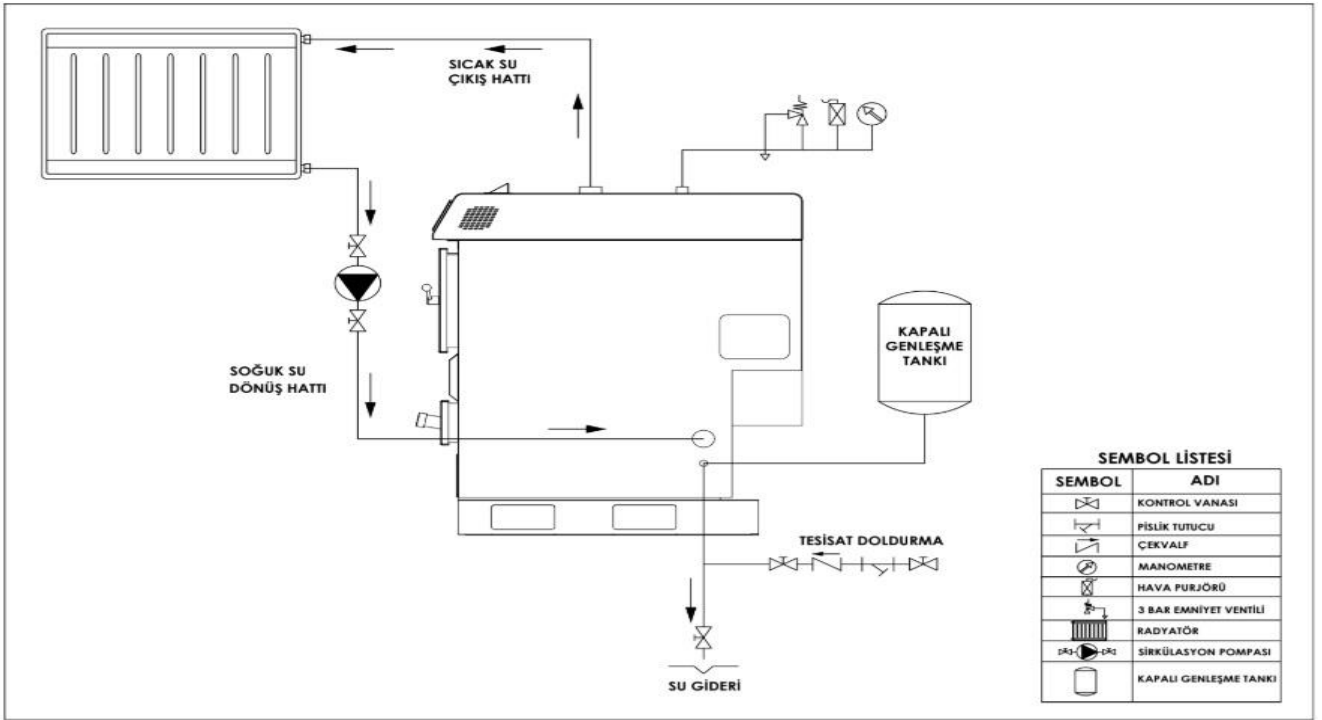 SICAK SU
ÇIKIŞ HATTI
SOĞUK SU
DÖNÜŞ HATTI
KAPALI
GENLEŞME
TANKI
TESİSAT DOLDURMA
SU GİDERİ
SEMBOL LİSTESİ
SEMBOL ADI
KONTROL VANASI
PİSLİK TUTUCU
ÇEKVALF
MANOMETRE
HAVA PURJÖRÜ
3 BAR EMNİYET VENTİLİ
RADYATÖR
SİRKÜLASYON POMPASI
KAPALI GENLEŞME TANKI